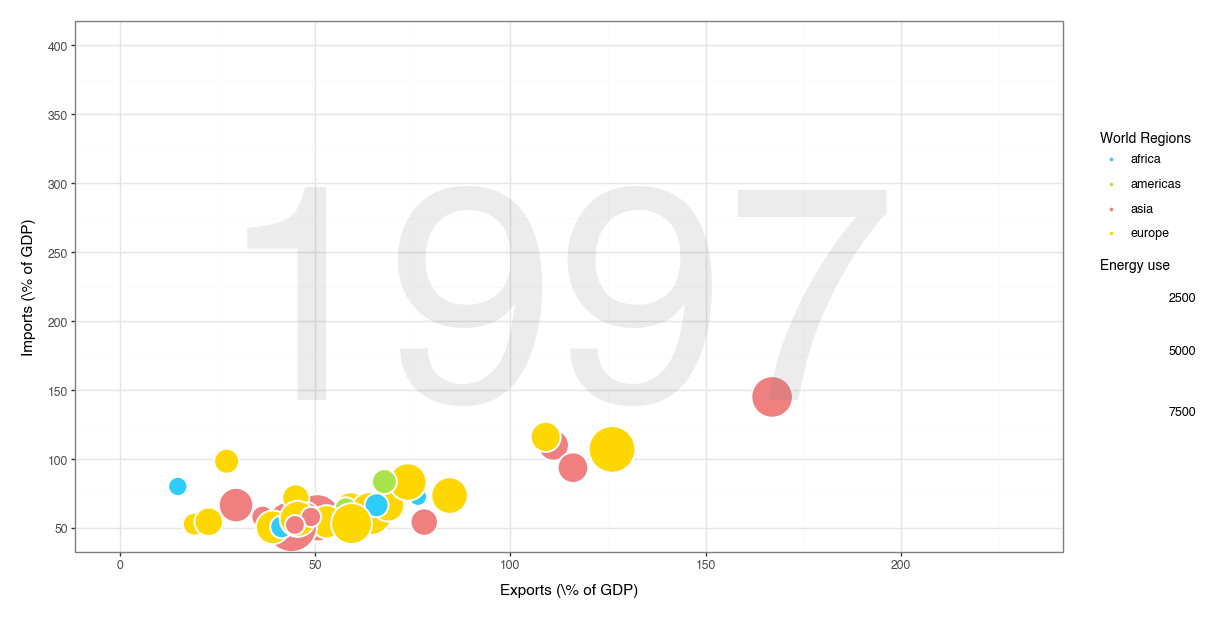 400
350
300
250
200
150
100
50
0
50
100
150
200
Imports (\% of GDP)
Exports (\% of GDP)
1997
World Regions
africa
americas
asia
europe
Energy use
2500
5000
7500